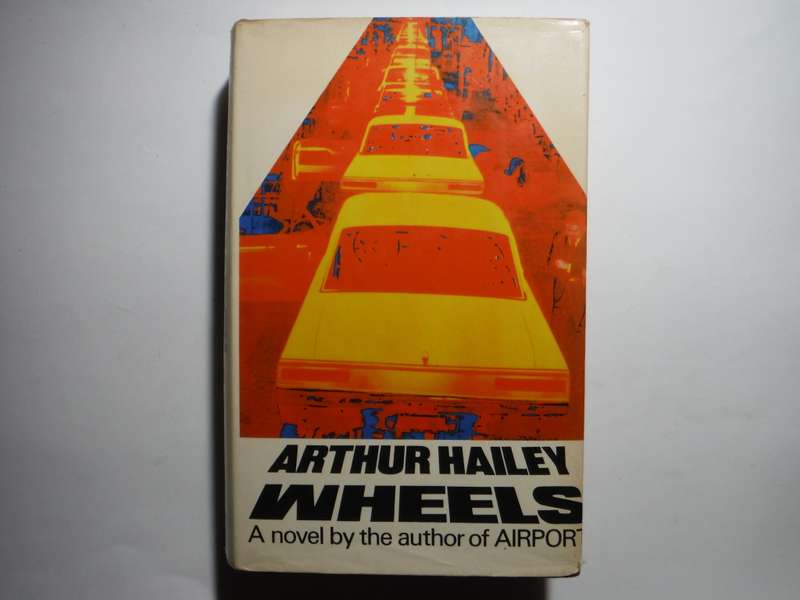 ARTHUR HAILEY
WHEELS
A novel by the author of AIRPORT